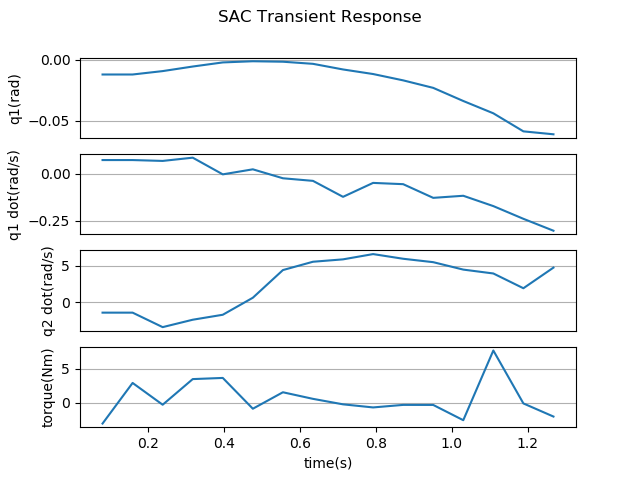 SAC Transient Response
0.00
−0.05
q1(rad)
0.00
−0.25
q1 dot(rad/s)
5
0
q2 dot(rad/s)
5
0
torque(Nm)
0.2 0.4 0.6 0.8 1.0 1.2
time(s)